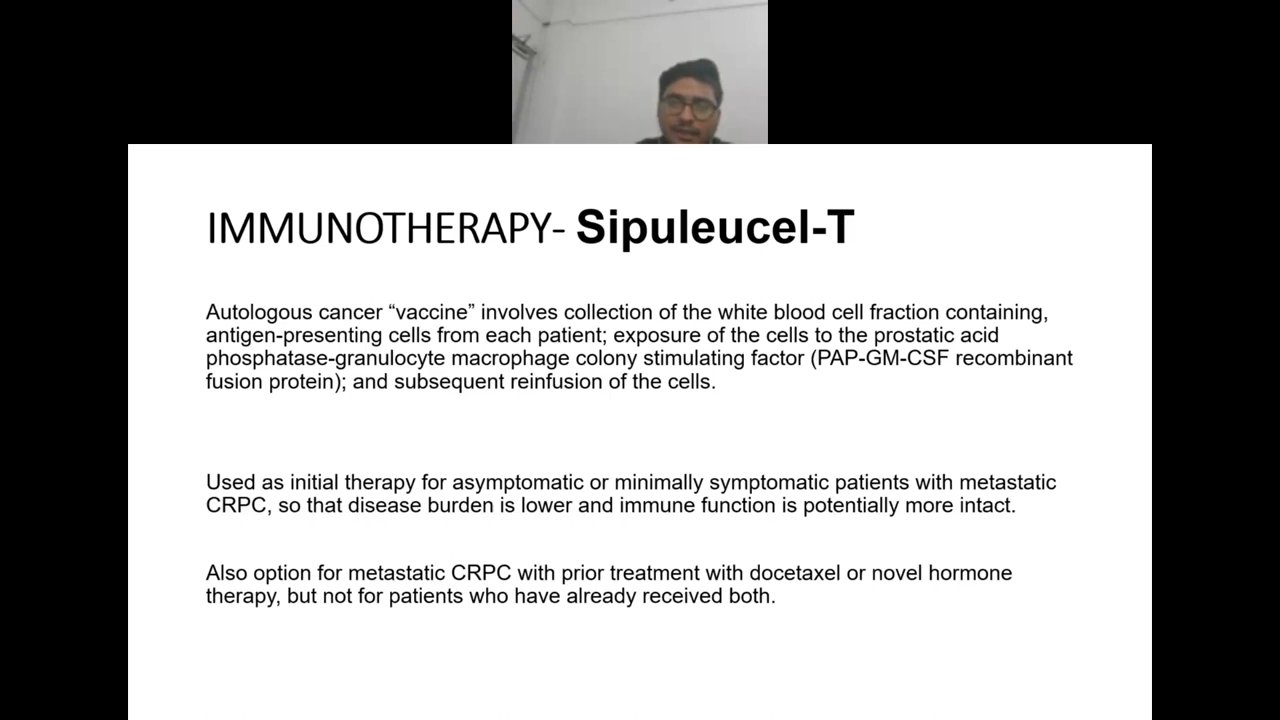 IMMUNOTHERAPY- Sipuleucel-T
Autologous cancer “vaccine” involves collection of the white blood cell fraction containing,
antigen-presenting cells from each patient; exposure of the cells to the prostatic acid
phosphatase-granulocyte macrophage colony stimulating factor (PAP-GM-CSF recombinant
fusion protein); and subsequent reinfusion of the cells.
Used as initial therapy for asymptomatic or minimally symptomatic patients with metastatic
CRPC, so that disease burden is lower and immune function is potentially more intact.
Also option for metastatic CRPC with prior treatment with docetaxel or novel hormone
therapy, but not for patients who have already received both.